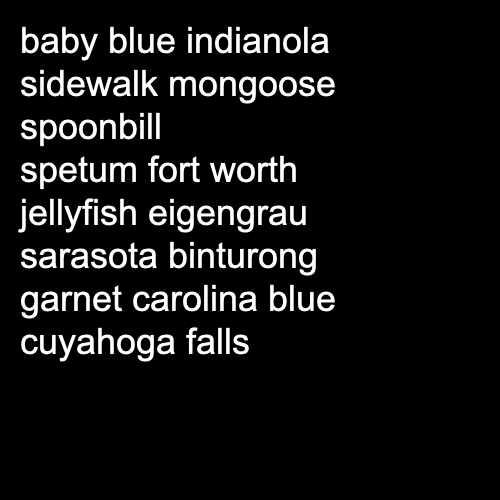 baby blue indianola
sidewalk mongoose
spoonbill
spetum fort worth
jellyfish eigengrau
sarasota binturong
garnet carolina blue
cuyahoga falls